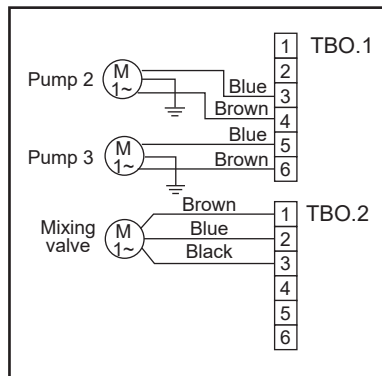 1 TBO.1
2
Pump 2 M 1~ Blue 3
Brown 4
Pump 3 M 1~ Blue 5
Brown 6
Brown 1 TBO.2
Mixing valve M 1~ Blue 2
Black 3
4
5
6